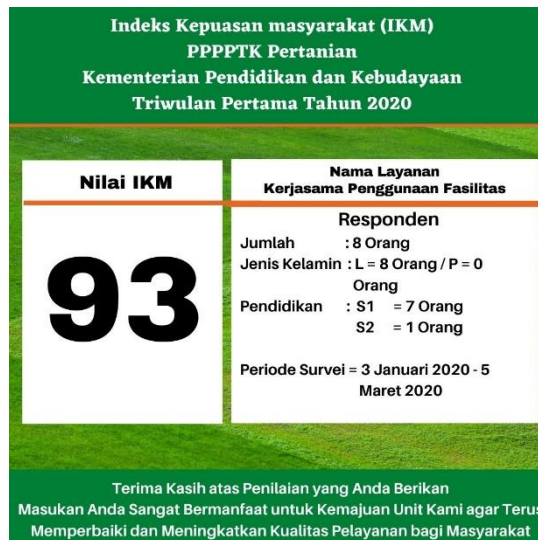 Indeks Kepuasan masyarakat (IKM)
PPPPTK Pertanian
Kementerian Pendidikan dan Kebudayaan
Triwulan Pertama Tahun 2020
Nilai IKM
93
Nama Layanan
Kerjasama Penggunaan Fasilitas
Responden
Jumlah : 8 Orang
Jenis Kelamin : L = 8 Orang / P = 0
Orang
Pendidikan : S1 = 7 Orang
S2 = 1 Orang
Periode Survei = 3 Januari 2020 - 5
Maret 2020
Terima Kasih atas Penilaian yang Anda Berikan
Masukan Anda Sangat Bermanfaat untuk Kemajuan Unit Kami agar Terus
Memperbaiki dan Meningkatkan Kualitas Pelayanan bagi Masyarakat